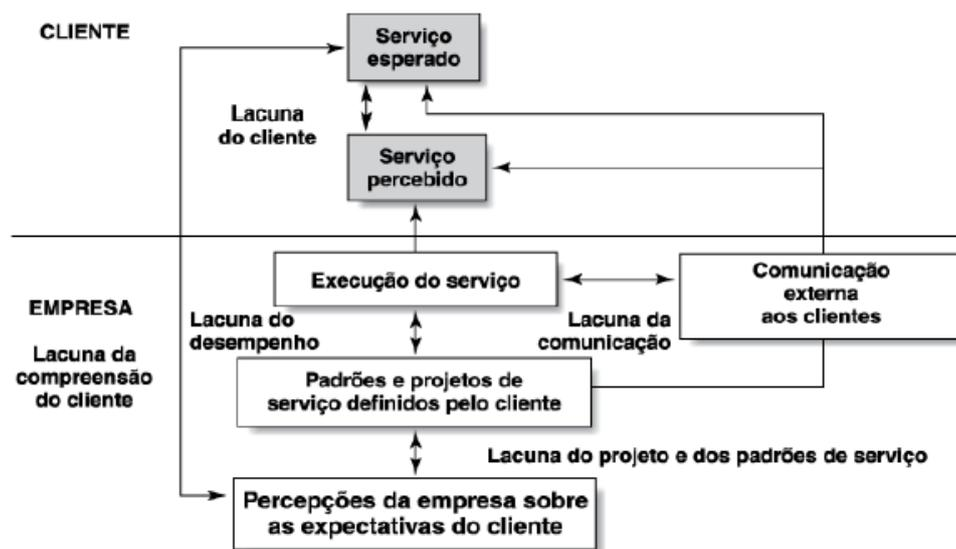 CLIENTE
Serviço
esperado
Lacuna
do cliente
Serviço
percebido
Execução do serviço
Comunicação
externa
aos clientes
EMPRESA
Lacuna do
desempenho
Lacuna da
comunicação
Lacuna da
compreensão
do cliente
Padrões e projetos de
serviço definidos pelo cliente
Lacuna do projeto e dos padrões de serviço
Percepções da empresa sobre
as expectativas do cliente